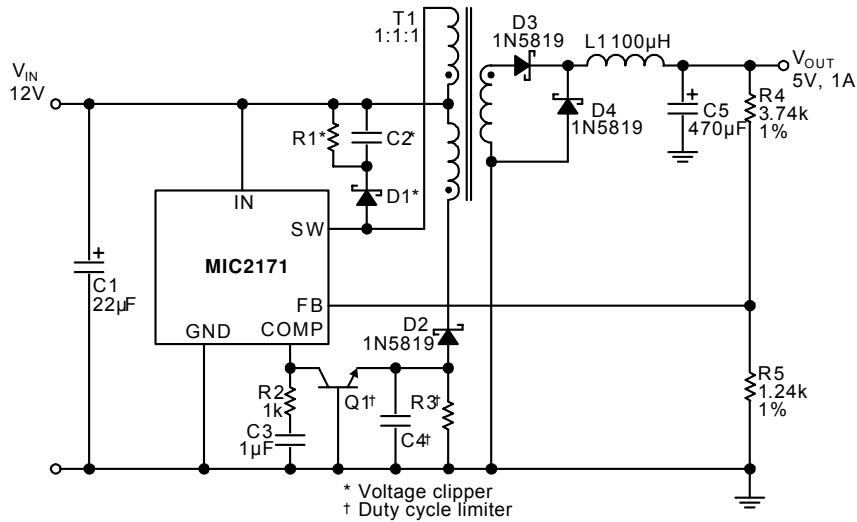 T1
1:1:1
D3
1N5819
L1 100µH
VIN
12V
VOUT
5V, 1A
R4
3.74k
1%
D4
1N5819
C5
470µF
R1*
C2*
D1*
IN
SW
MIC2171
C1
22µF
FB
GND
COMP
D2
1N5819
R2
1k
Q1†
R3†
C4†
C3
1µF
R5
1.24k
1%
* Voltage clipper
† Duty cycle limiter